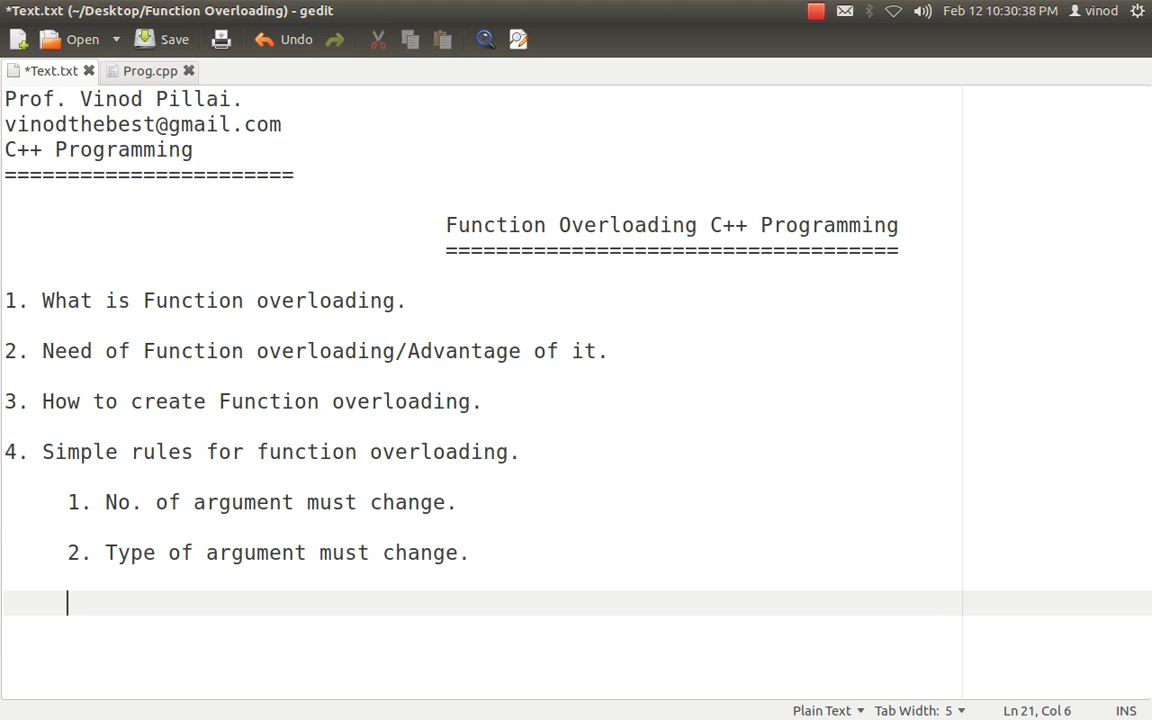 *Text.txt (~/Desktop/Function Overloading) - gedit
Feb 12 10:30:38 PM vinod
Open Save Undo
*Text.txt Prog.cpp
Prof. Vinod Pillai.
vinodthebest@gmail.com
C++ Programming
=======================
Function Overloading C++ Programming
====================================
1. What is Function overloading.
2. Need of Function overloading/Advantage of it.
3. How to create Function overloading.
4. Simple rules for function overloading.
1. No. of argument must change.
2. Type of argument must change.
Plain Text Tab Width: 5 Ln 21, Col 6 INS